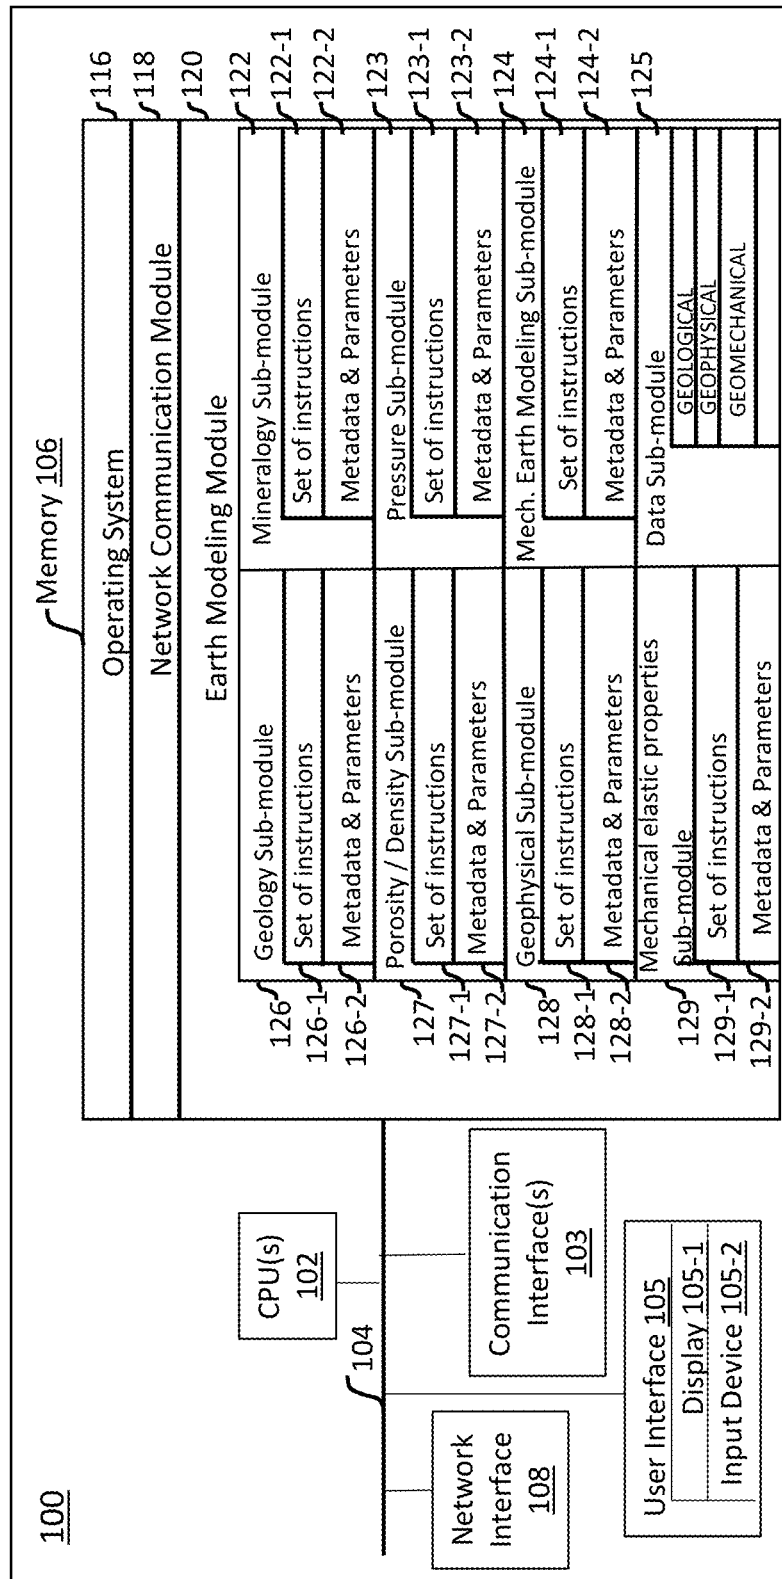 100
Memory 106
Operating System
116
Network Communication Module
118
Earth Modeling Module
120
Geology Sub-module
126
Set of instructions
126-1
Metadata & Parameters
126-2
Mineralogy Sub-module
122
Set of instructions
122-1
Metadata & Parameters
122-2
Porosity / Density Sub-module
127
Set of instructions
127-1
Metadata & Parameters
127-2
Pressure Sub-module
123
Set of instructions
123-1
Metadata & Parameters
123-2
Geophysical Sub-module
128
Set of instructions
128-1
Metadata & Parameters
128-2
Mech. Earth Modeling Sub-module
124
Set of instructions
124-1
Metadata & Parameters
124-2
Mechanical elastic properties
Sub-module
129
Set of instructions
129-1
Metadata & Parameters
129-2
Data Sub-module
125
GEOLOGICAL
GEOPHYSICAL
GEOMECHANICAL
CPU(s)
102
104
Network
Interface
108
Communication
Interface(s)
103
User Interface 105
Display 105-1
Input Device 105-2